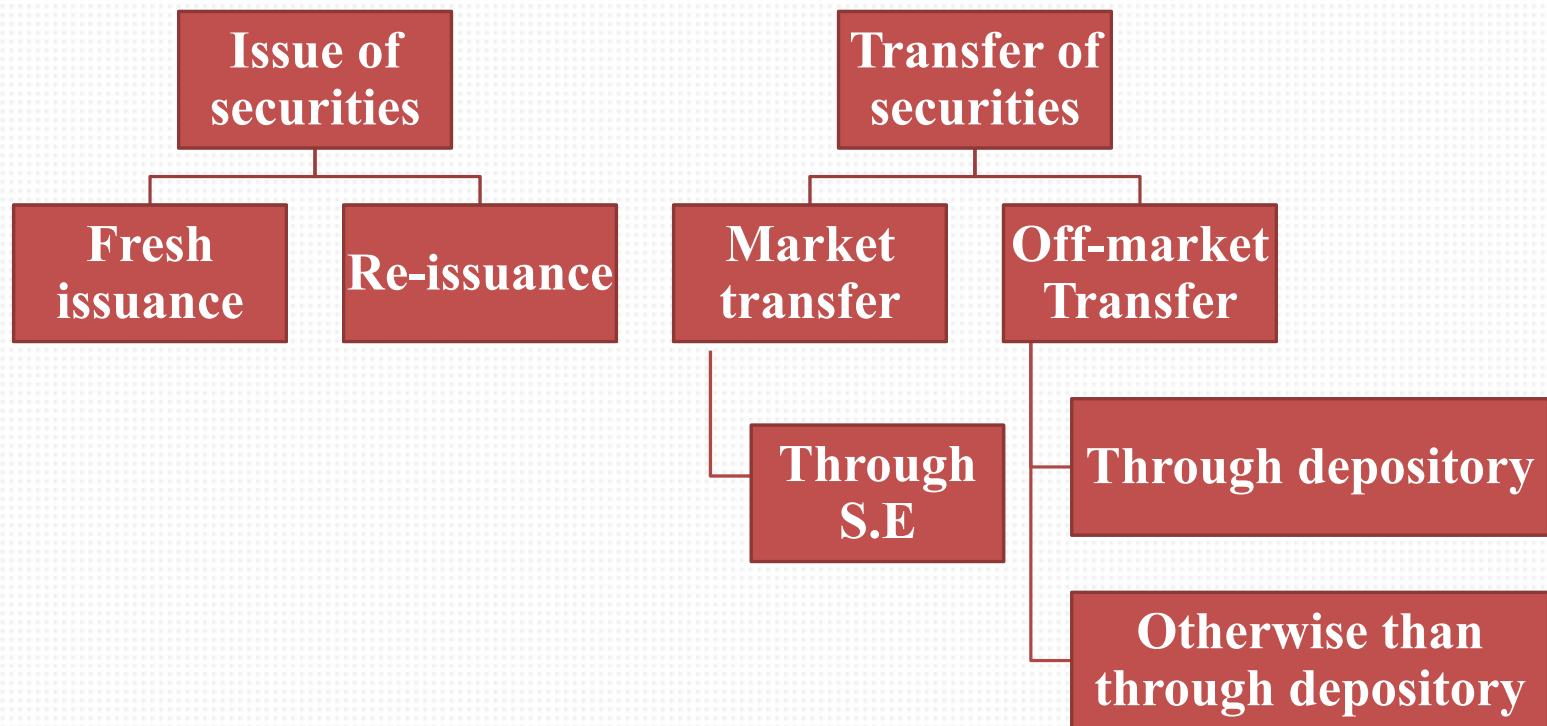 Issue of
securities
Transfer of
securities
Fresh
issuance
Re-issuance
Market
transfer
Off-market
Transfer
Through
S.E
Through depository
Otherwise than
through depository